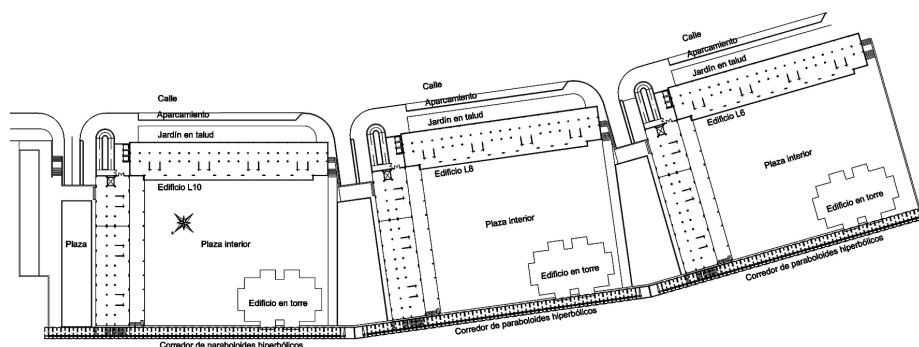 Calle
Aparcamiento
Jardín en talud
Edificio L10
Plaza
Plaza interior
Edificio en torre
Corredor de paraboloides hiperbólicos
Calle
Aparcamiento
Jardín en talud
Edificio L8
Plaza interior
Edificio en torre
Corredor de paraboloides hiperbólicos
Calle
Aparcamiento
Jardín en talud
Edificio L6
Plaza interior
Edificio en torre
Corredor de paraboloides hiperbólicos